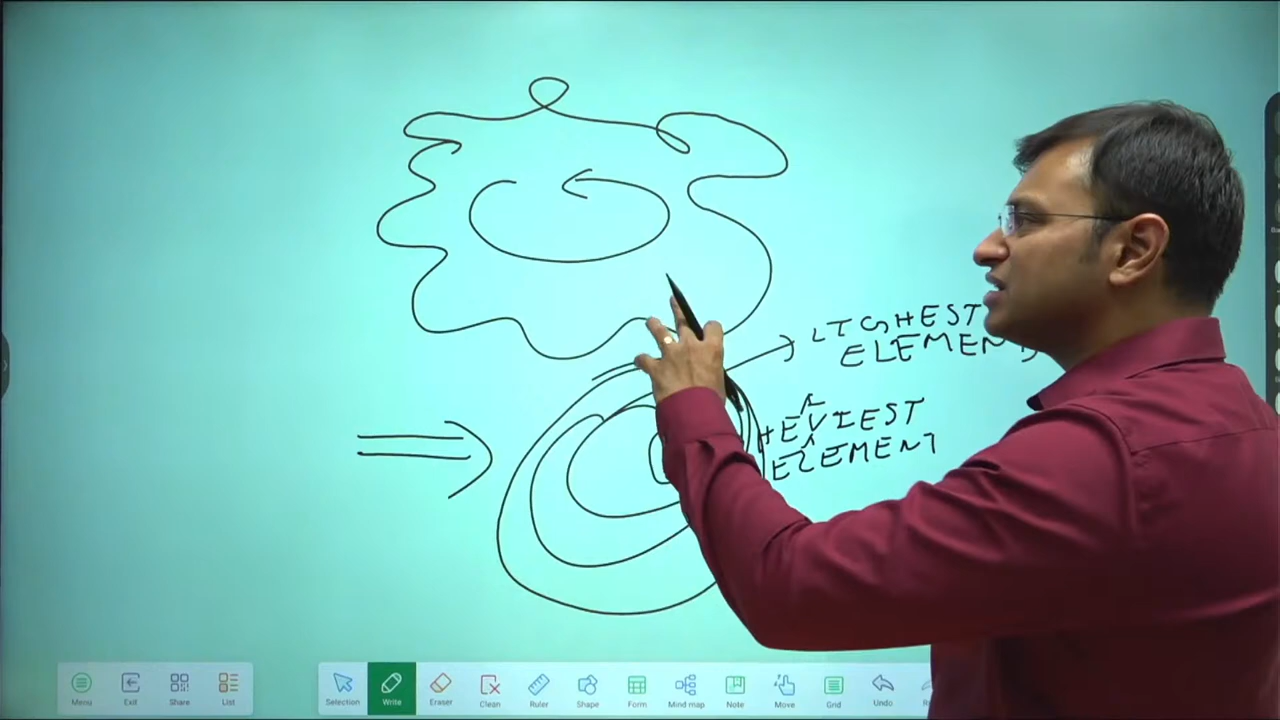 LIGHEST
ELEMEN
HEVIEST
ELEMENT
Menu
Exit
Share
List
Selection
Write
Eraser
Clean
Ruler
Shape
Form
Mind map
Note
Move
Grid
Undo